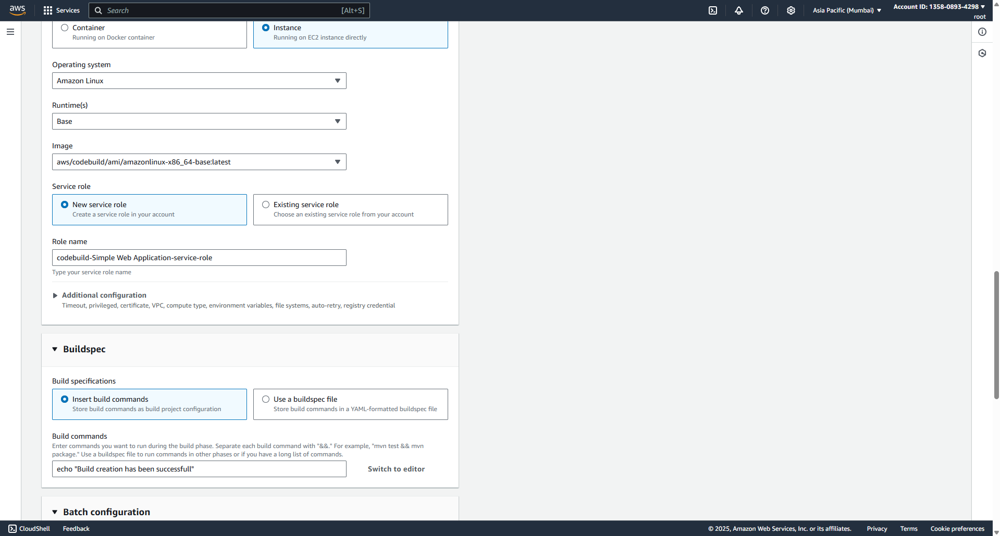 aws
Services
Search
[Alt+S]
Asia Pacific (Mumbai)
Account ID: 1358-0893-4298
root
Container
Running on Docker container
Instance
Running on EC2 instance directly
Operating system
Amazon Linux
Runtime(s)
Base
Image
aws/codebuild/ami/amazonlinux-x86_64-base:latest
Service role
New service role
Create a service role in your account
Existing service role
Choose an existing service role from your account
Role name
codebuild-Simple Web Application-service-role
Type your service role name
Additional configuration
Timeout, privileged, certificate, VPC, compute type, environment variables, file systems, auto-retry, registry credential
Buildspec
Build specifications
Insert build commands
Store build commands as build project configuration
Use a buildspec file
Store build commands in a YAML-formatted buildspec file
Build commands
Enter commands you want to run during the build phase. Separate each build command with "&&." For example, "mvn test && mvn
package." Use a buildspec file to run commands in other phases or if you have a long list of commands.
echo "Build creation has been successfull"
Switch to editor
Batch configuration
CloudShell
Feedback
© 2025, Amazon Web Services, Inc. or its affiliates.
Privacy
Terms
Cookie preferences